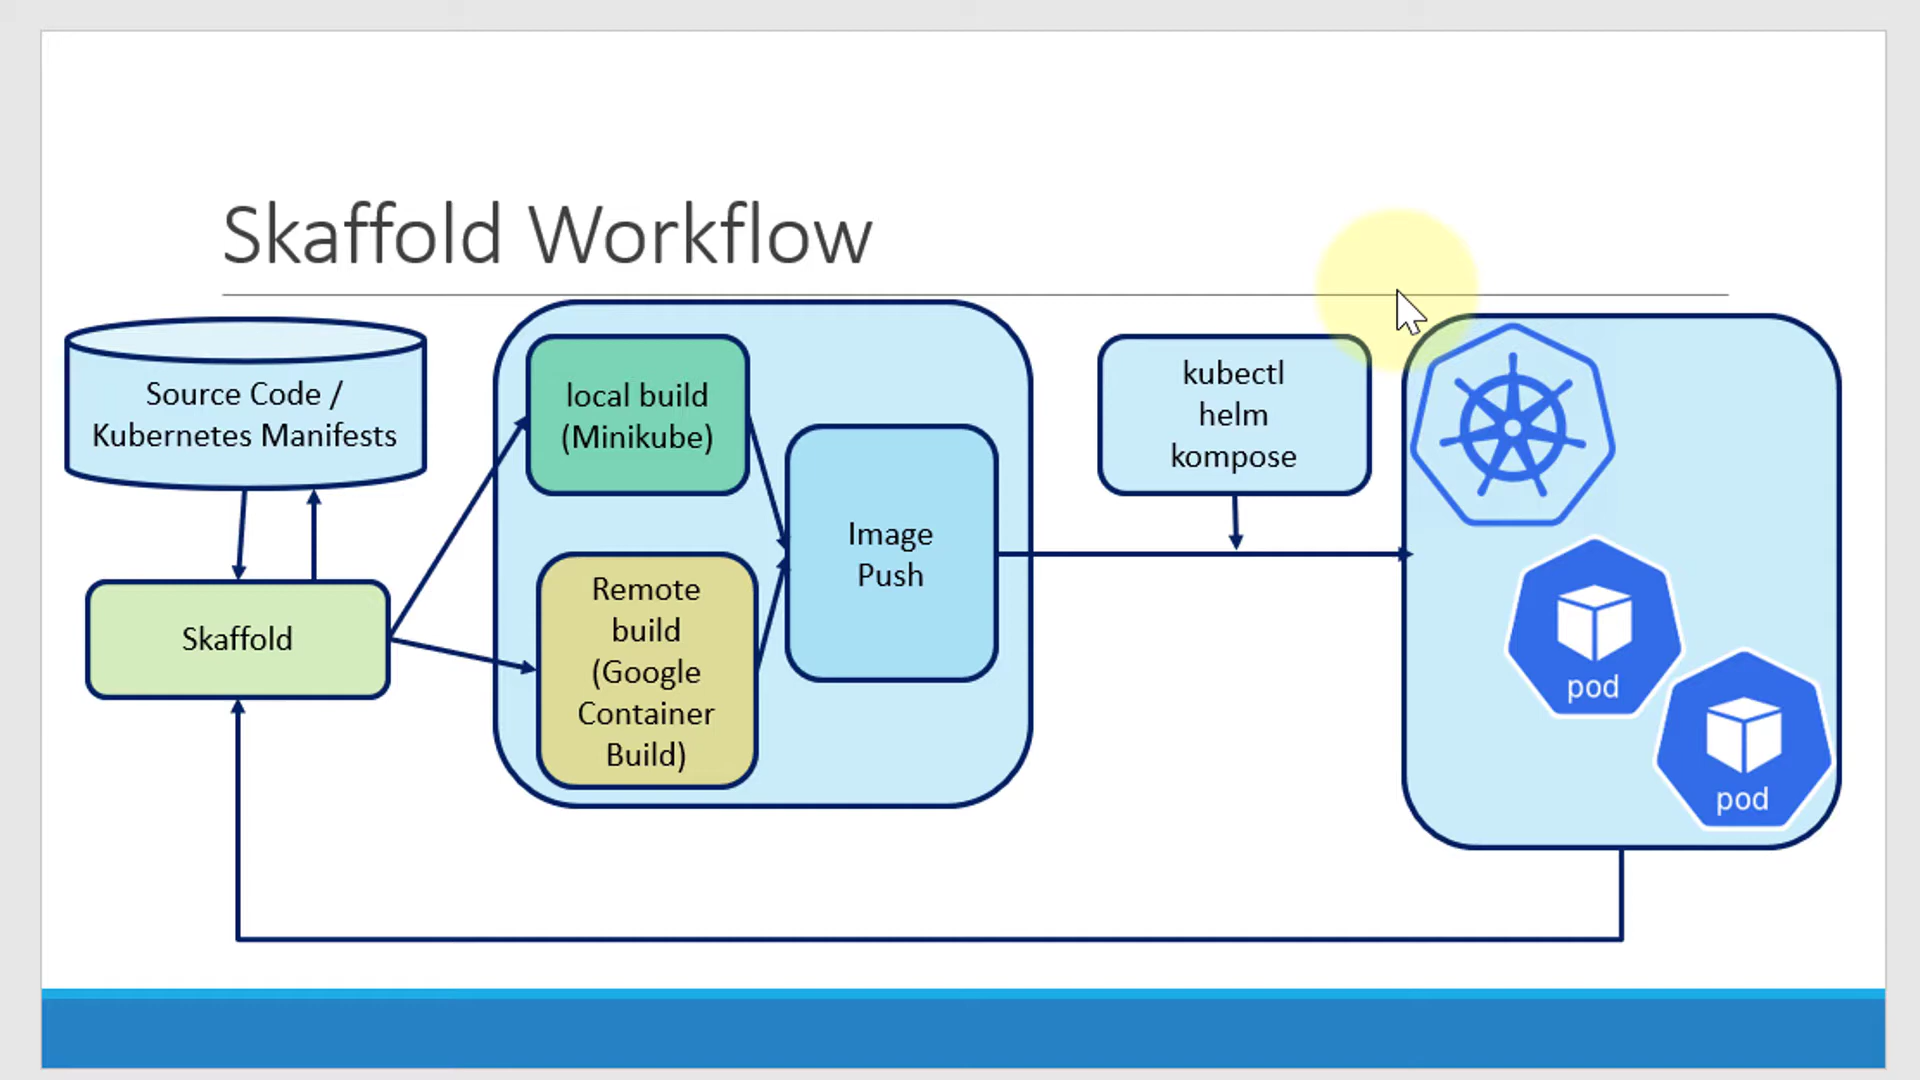 Skaffold Workflow
Source Code /
Kubernetes Manifests
Skaffold
local build
(Minikube)
Remote
build
(Google
Container
Build)
Image
Push
kubectl
helm
kompose
pod
pod